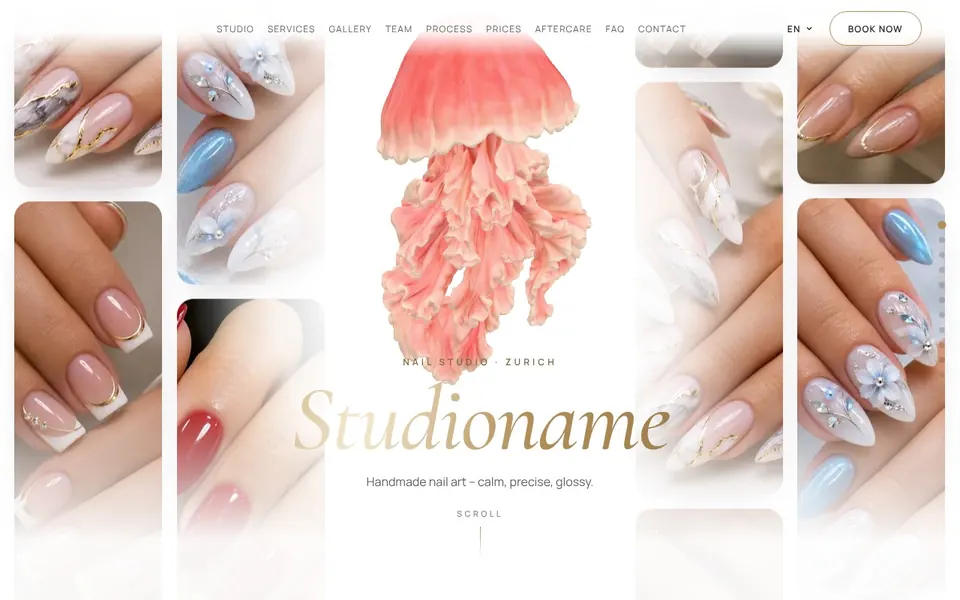 STUDIO SERVICES GALLERY TEAM PROCESS PRICES AFTERCARE FAQ CONTACT EN BOOK NOW
NAIL STUDIO · ZURICH
Studioname
Handmade nail art – calm, precise, glossy.
SCROLL